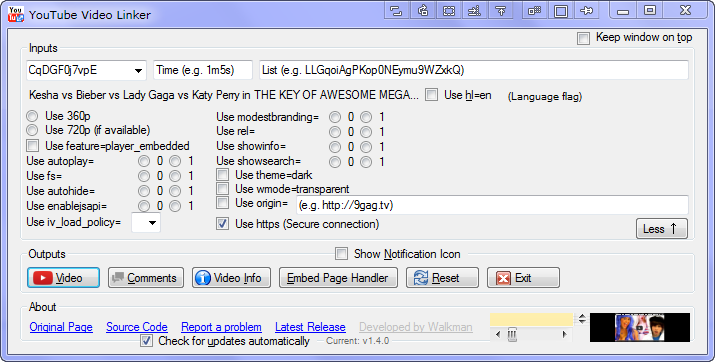 YouTube Video Linker
Keep window on top
Inputs
CqDGF0j7vpE Time (e.g. 1m5s) List (e.g. LLGqoiAgPKop0NEymu9WZxkQ)
Kesha vs Bieber vs Lady Gaga vs Katy Perry in THE KEY OF AWESOME MEGA... Use hl=en (Language flag)
Use 360p Use modestbranding= 0 1
Use 720p (if available) Use rel= 0 1
Use feature=player_embedded Use showinfo= 0 1
Use autoplay= 0 1 Use showsearch= 0 1
Use fs= 0 1 Use theme=dark
Use autohide= 0 1 Use wmode=transparent
Use enablejsapi= 0 1 Use origin= (e.g. http://9gag.tv)
Use iv_load_policy= Use https (Secure connection) Less ↑
Outputs Show Notification Icon
Video Comments Video Info Embed Page Handler Reset Exit
About
Original Page Source Code Report a problem Latest Release Developed by Walkman
Check for updates automatically Current: v1.4.0